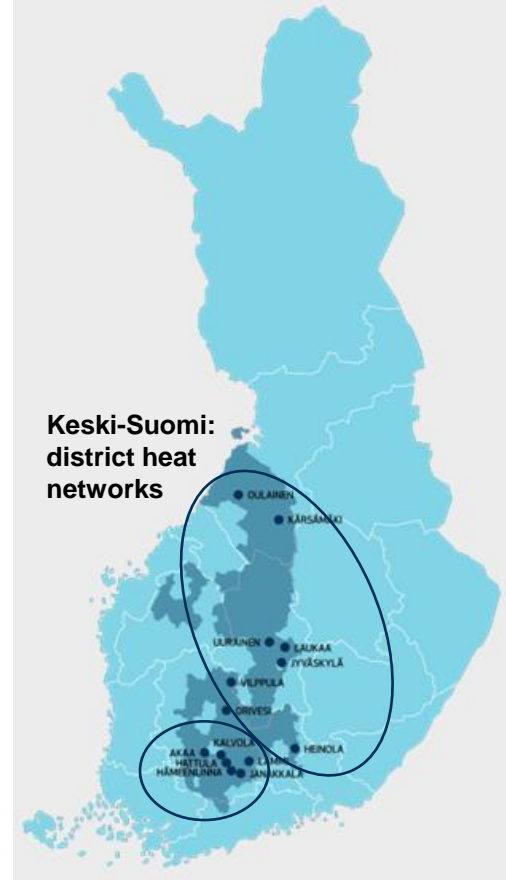 Keski-Suomi:
district heat
networks
OULAINEN
KÄRSÄMÄKI
UURAINEN
LAUKAA
JYVÄSKYLÄ
VILPPULA
ORIVESI
KALVOLA
HEINOLA
AKAA
HATTULA
LAMMI
HÄMEENLINNA
JANAKKALA